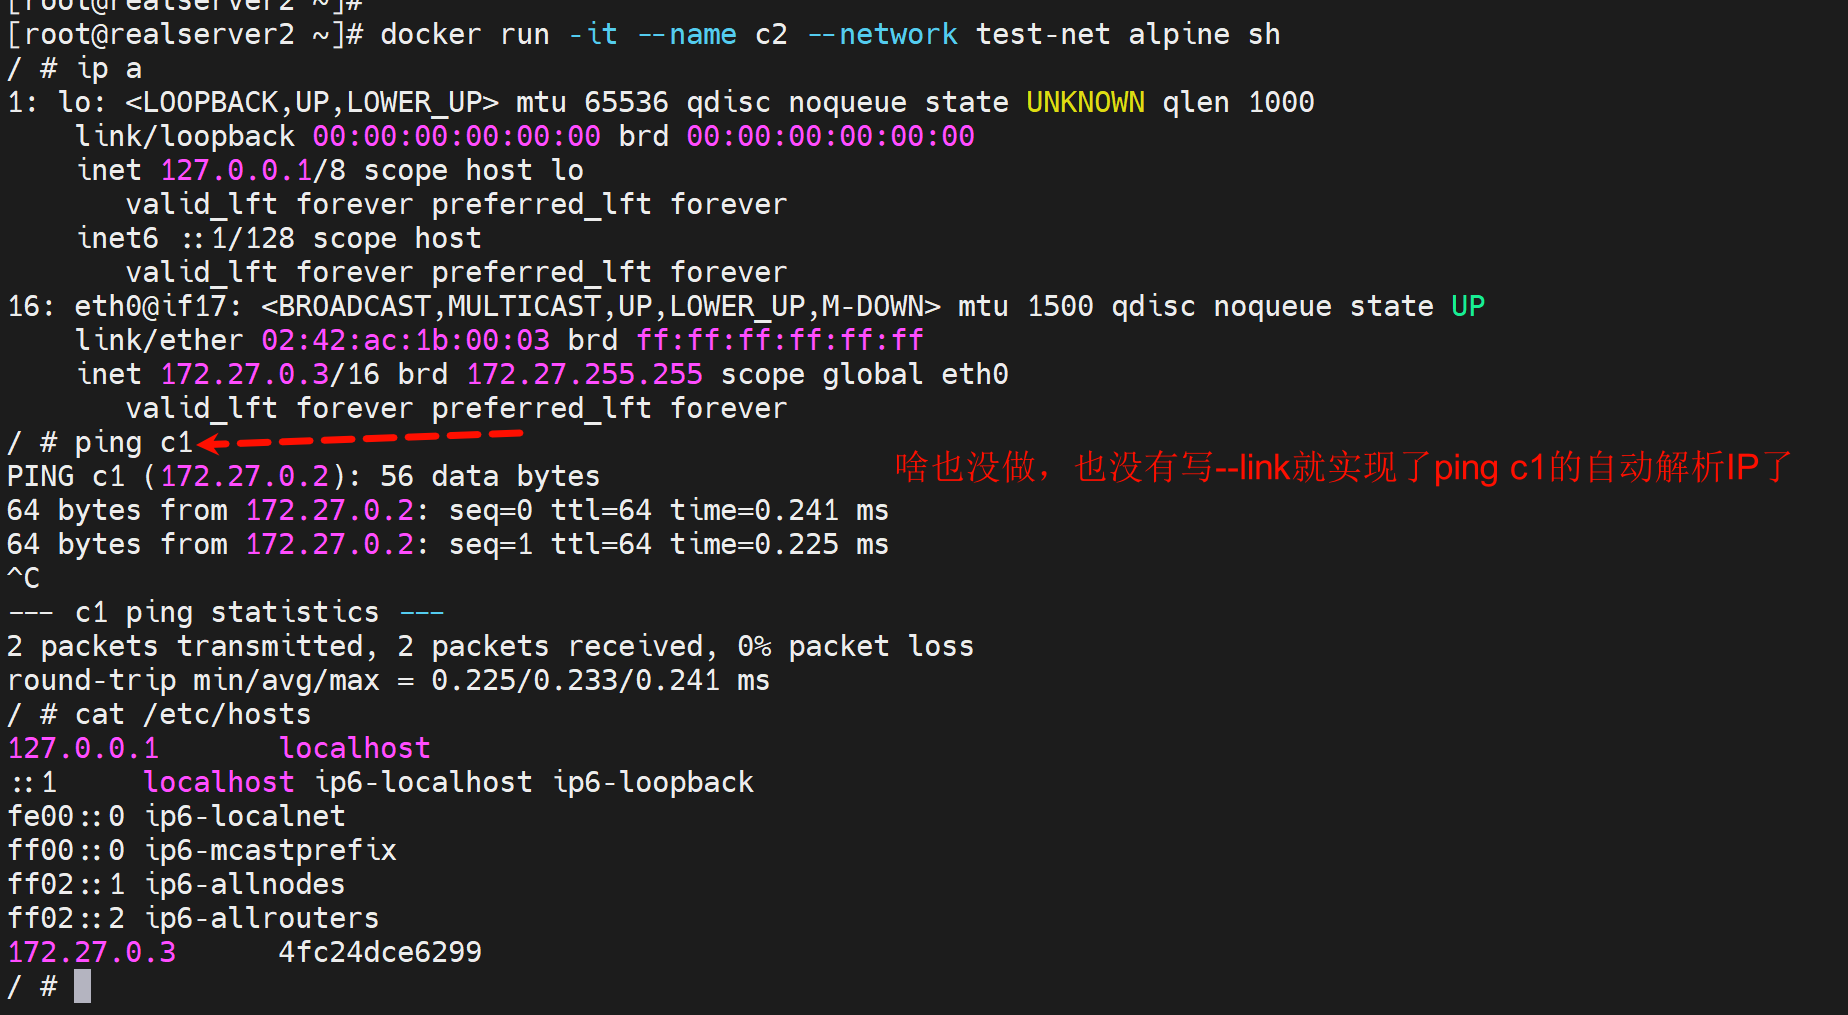 [root@realserver2 ~]#
[root@realserver2 ~]# docker run -it --name c2 --network test-net alpine sh
/ # ip a
1: lo: <LOOPBACK,UP,LOWER_UP> mtu 65536 qdisc noqueue state UNKNOWN qlen 1000
    link/loopback 00:00:00:00:00:00 brd 00:00:00:00:00:00
    inet 127.0.0.1/8 scope host lo
       valid_lft forever preferred_lft forever
    inet6 ::1/128 scope host
       valid_lft forever preferred_lft forever
16: eth0@if17: <BROADCAST,MULTICAST,UP,LOWER_UP,M-DOWN> mtu 1500 qdisc noqueue state UP
    link/ether 02:42:ac:1b:00:03 brd ff:ff:ff:ff:ff:ff
    inet 172.27.0.3/16 brd 172.27.255.255 scope global eth0
       valid_lft forever preferred_lft forever
/ # ping c1
啥也没做，也没有写--link就实现了ping c1的自动解析IP了
PING c1 (172.27.0.2): 56 data bytes
64 bytes from 172.27.0.2: seq=0 ttl=64 time=0.241 ms
64 bytes from 172.27.0.2: seq=1 ttl=64 time=0.225 ms
^C
--- c1 ping statistics ---
2 packets transmitted, 2 packets received, 0% packet loss
round-trip min/avg/max = 0.225/0.233/0.241 ms
/ # cat /etc/hosts
127.0.0.1       localhost
::1     localhost ip6-localhost ip6-loopback
fe00::0 ip6-localnet
ff00::0 ip6-mcastprefix
ff02::1 ip6-allnodes
ff02::2 ip6-allrouters
172.27.0.3      4fc24dce6299
/ #